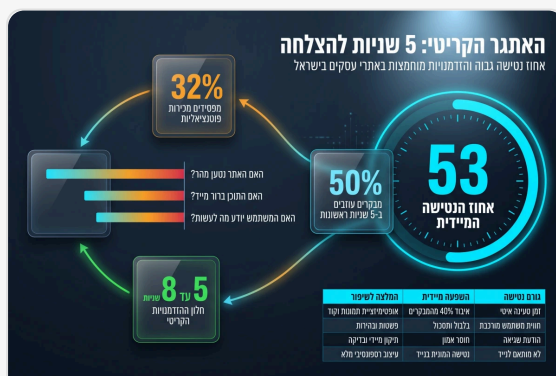 האתגר הקריטי: 5 שניות להצלחה
אחוז נטישה גבוה והזדמנויות מוחמצות באתרי עסקים בישראל
53
אחוז הנטישה
המיידית
50%
מבקרים עוזבים
ב-5 שניות ראשונות
32%
מפסידים מכירות
פוטנציאליות
האם האתר נטען מהר?
האם התוכן ברור מייד?
האם המשתמש יודע מה לעשות?
5 עד 8 שניות
חלון ההזדמנויות
הקריטי
גורם נטישה השפעה מיידית המלצה לשיפור
זמן טעינה איטי איבוד 40% מהמבקרים אופטימיזציית תמונות וקוד
חווית משתמש מורכבת בלבול ותסכול פשטות ובהירות
הודעת שגיאה חוסר אמון תיקון מיידי ובדיקה
לא מותאם לנייד נטישה המונית בנייד עיצוב רספונסיבי מלא